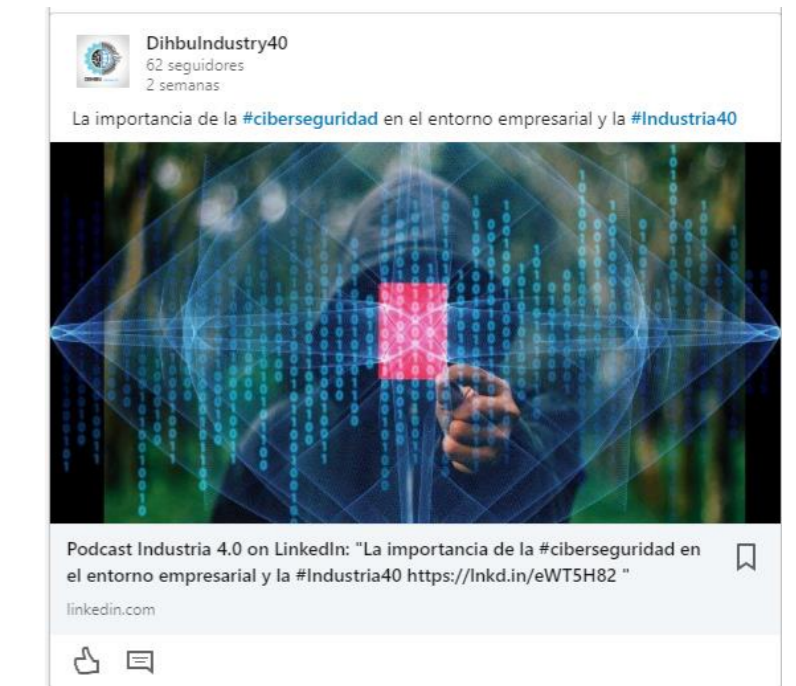 DihbuIndustry40
62 seguidores
2 semanas
La importancia de la #ciberseguridad en el entorno empresarial y la #Industria40
Podcast Industria 4.0 on LinkedIn: "La importancia de la #ciberseguridad en
el entorno empresarial y la #Industria40 https://lnkd.in/eWT5H82 "
linkedin.com